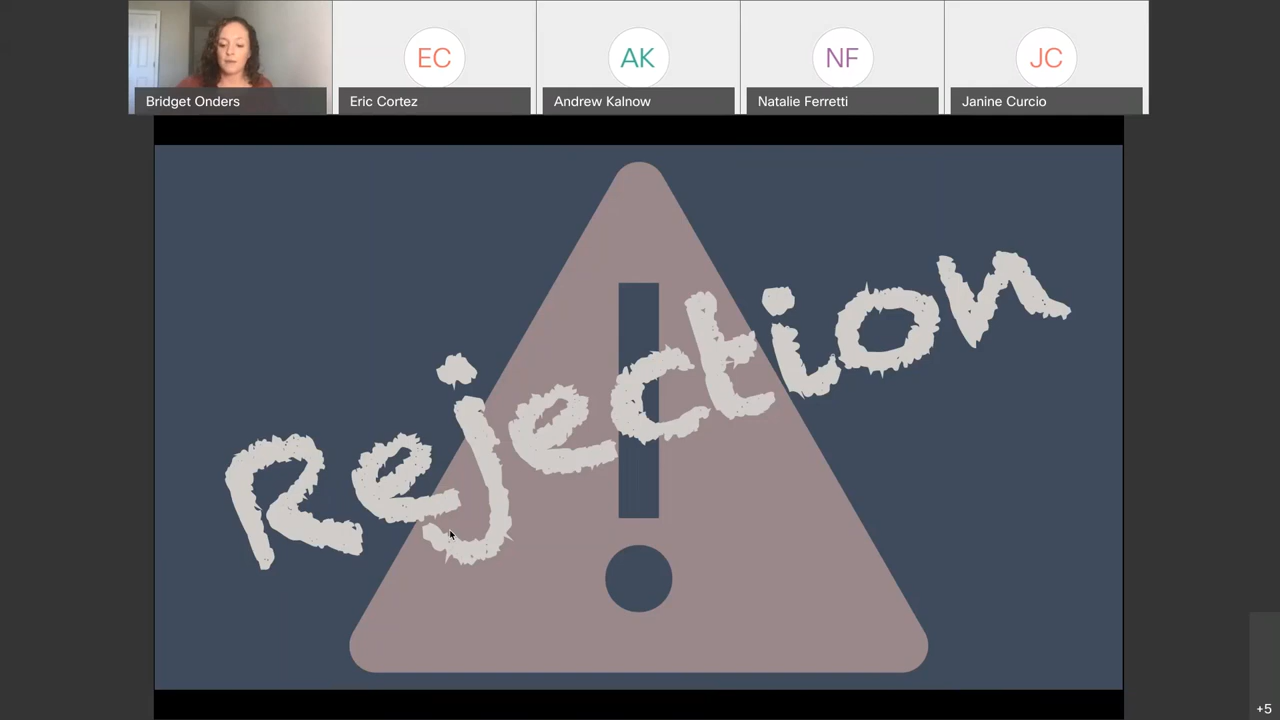 EC
AK
NF
JC
Bridget Onders
Eric Cortez
Andrew Kalnow
Natalie Ferretti
Janine Curcio
Rejection
+5